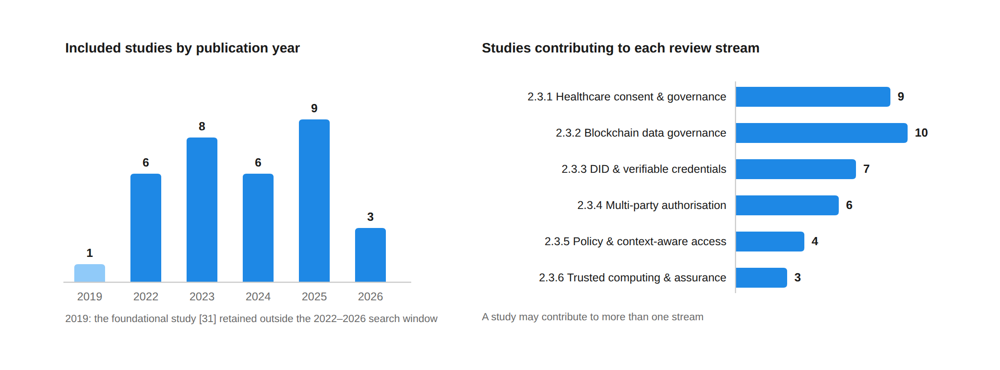 Included studies by publication year
1
6
8
6
9
3
2019
2022
2023
2024
2025
2026
2019: the foundational study [31] retained outside the 2022–2026 search window
Studies contributing to each review stream
2.3.1 Healthcare consent & governance
9
2.3.2 Blockchain data governance
10
2.3.3 DID & verifiable credentials
7
2.3.4 Multi-party authorisation
6
2.3.5 Policy & context-aware access
4
2.3.6 Trusted computing & assurance
3
A study may contribute to more than one stream